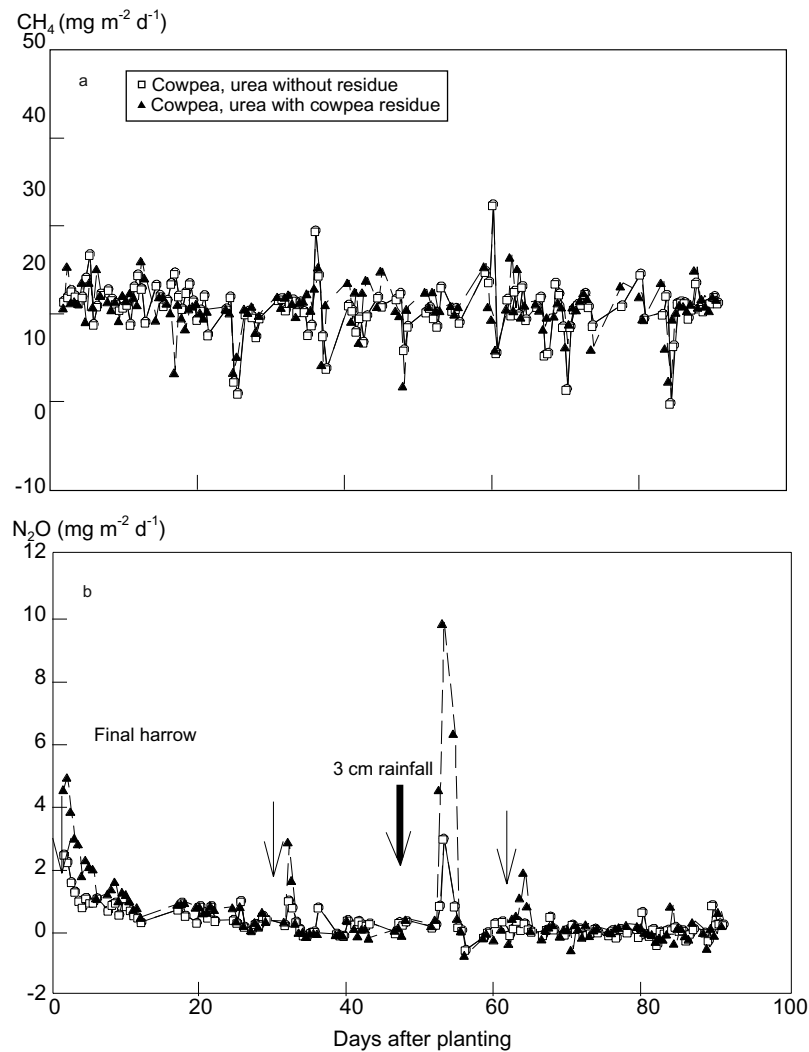 CH4 (mg m-2 d-1)
50
a
Cowpea, urea without residue
Cowpea, urea with cowpea residue
40
30
20
10
0
-10
N2O (mg m-2 d-1)
12
b
10
8
6
Final harrow
3 cm rainfall
4
2
0
-2
0 20 40 60 80 100
Days after planting